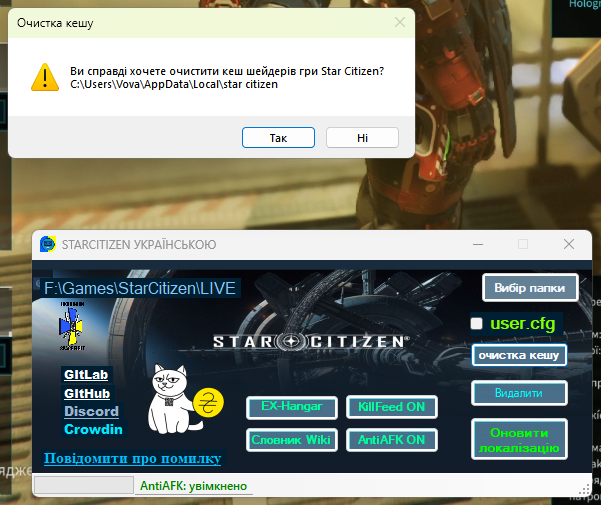 Hologr
Очистка кешу
Ви справді хочете очистити кеш шейдерів гри Star Citizen?
C:\Users\Vova\AppData\Local\star citizen
Так
Ні
STARCITIZEN УКРАЇНСЬКОЮ
F:\Games\StarCitizen\LIVE
Вибір папки
user.cfg
STAR CITIZEN
очистка кешу
GItLab
GItHub
Discord
Crowdin
₴
EX-Hangar
KillFeed ON
Видалити
Словник Wiki
AntiAFK ON
Оновити
локалізацію
Повідомити про помилку
AntiAFK: увімкнено